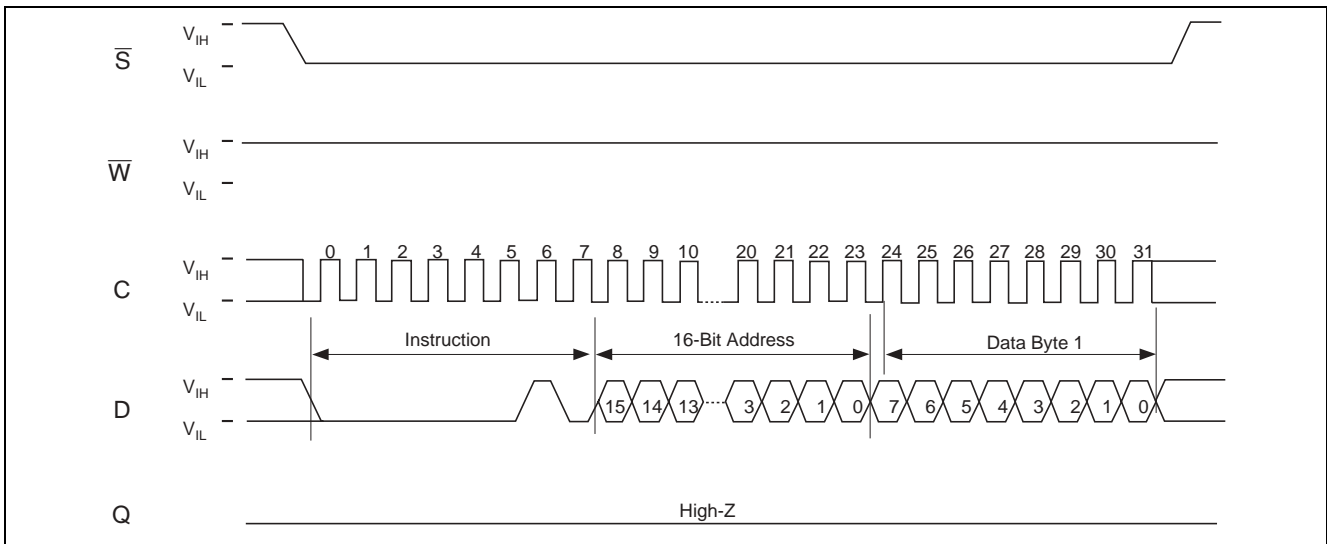 S̅
V_IH
V_IL
W̅
V_IH
V_IL
C
V_IH
V_IL
0 1 2 3 4 5 6 7 8 9 10 20 21 22 23 24 25 26 27 28 29 30 31
Instruction
16-Bit Address
Data Byte 1
D
V_IH
V_IL
15 14 13 3 2 1 0 7 6 5 4 3 2 1 0
Q
High-Z